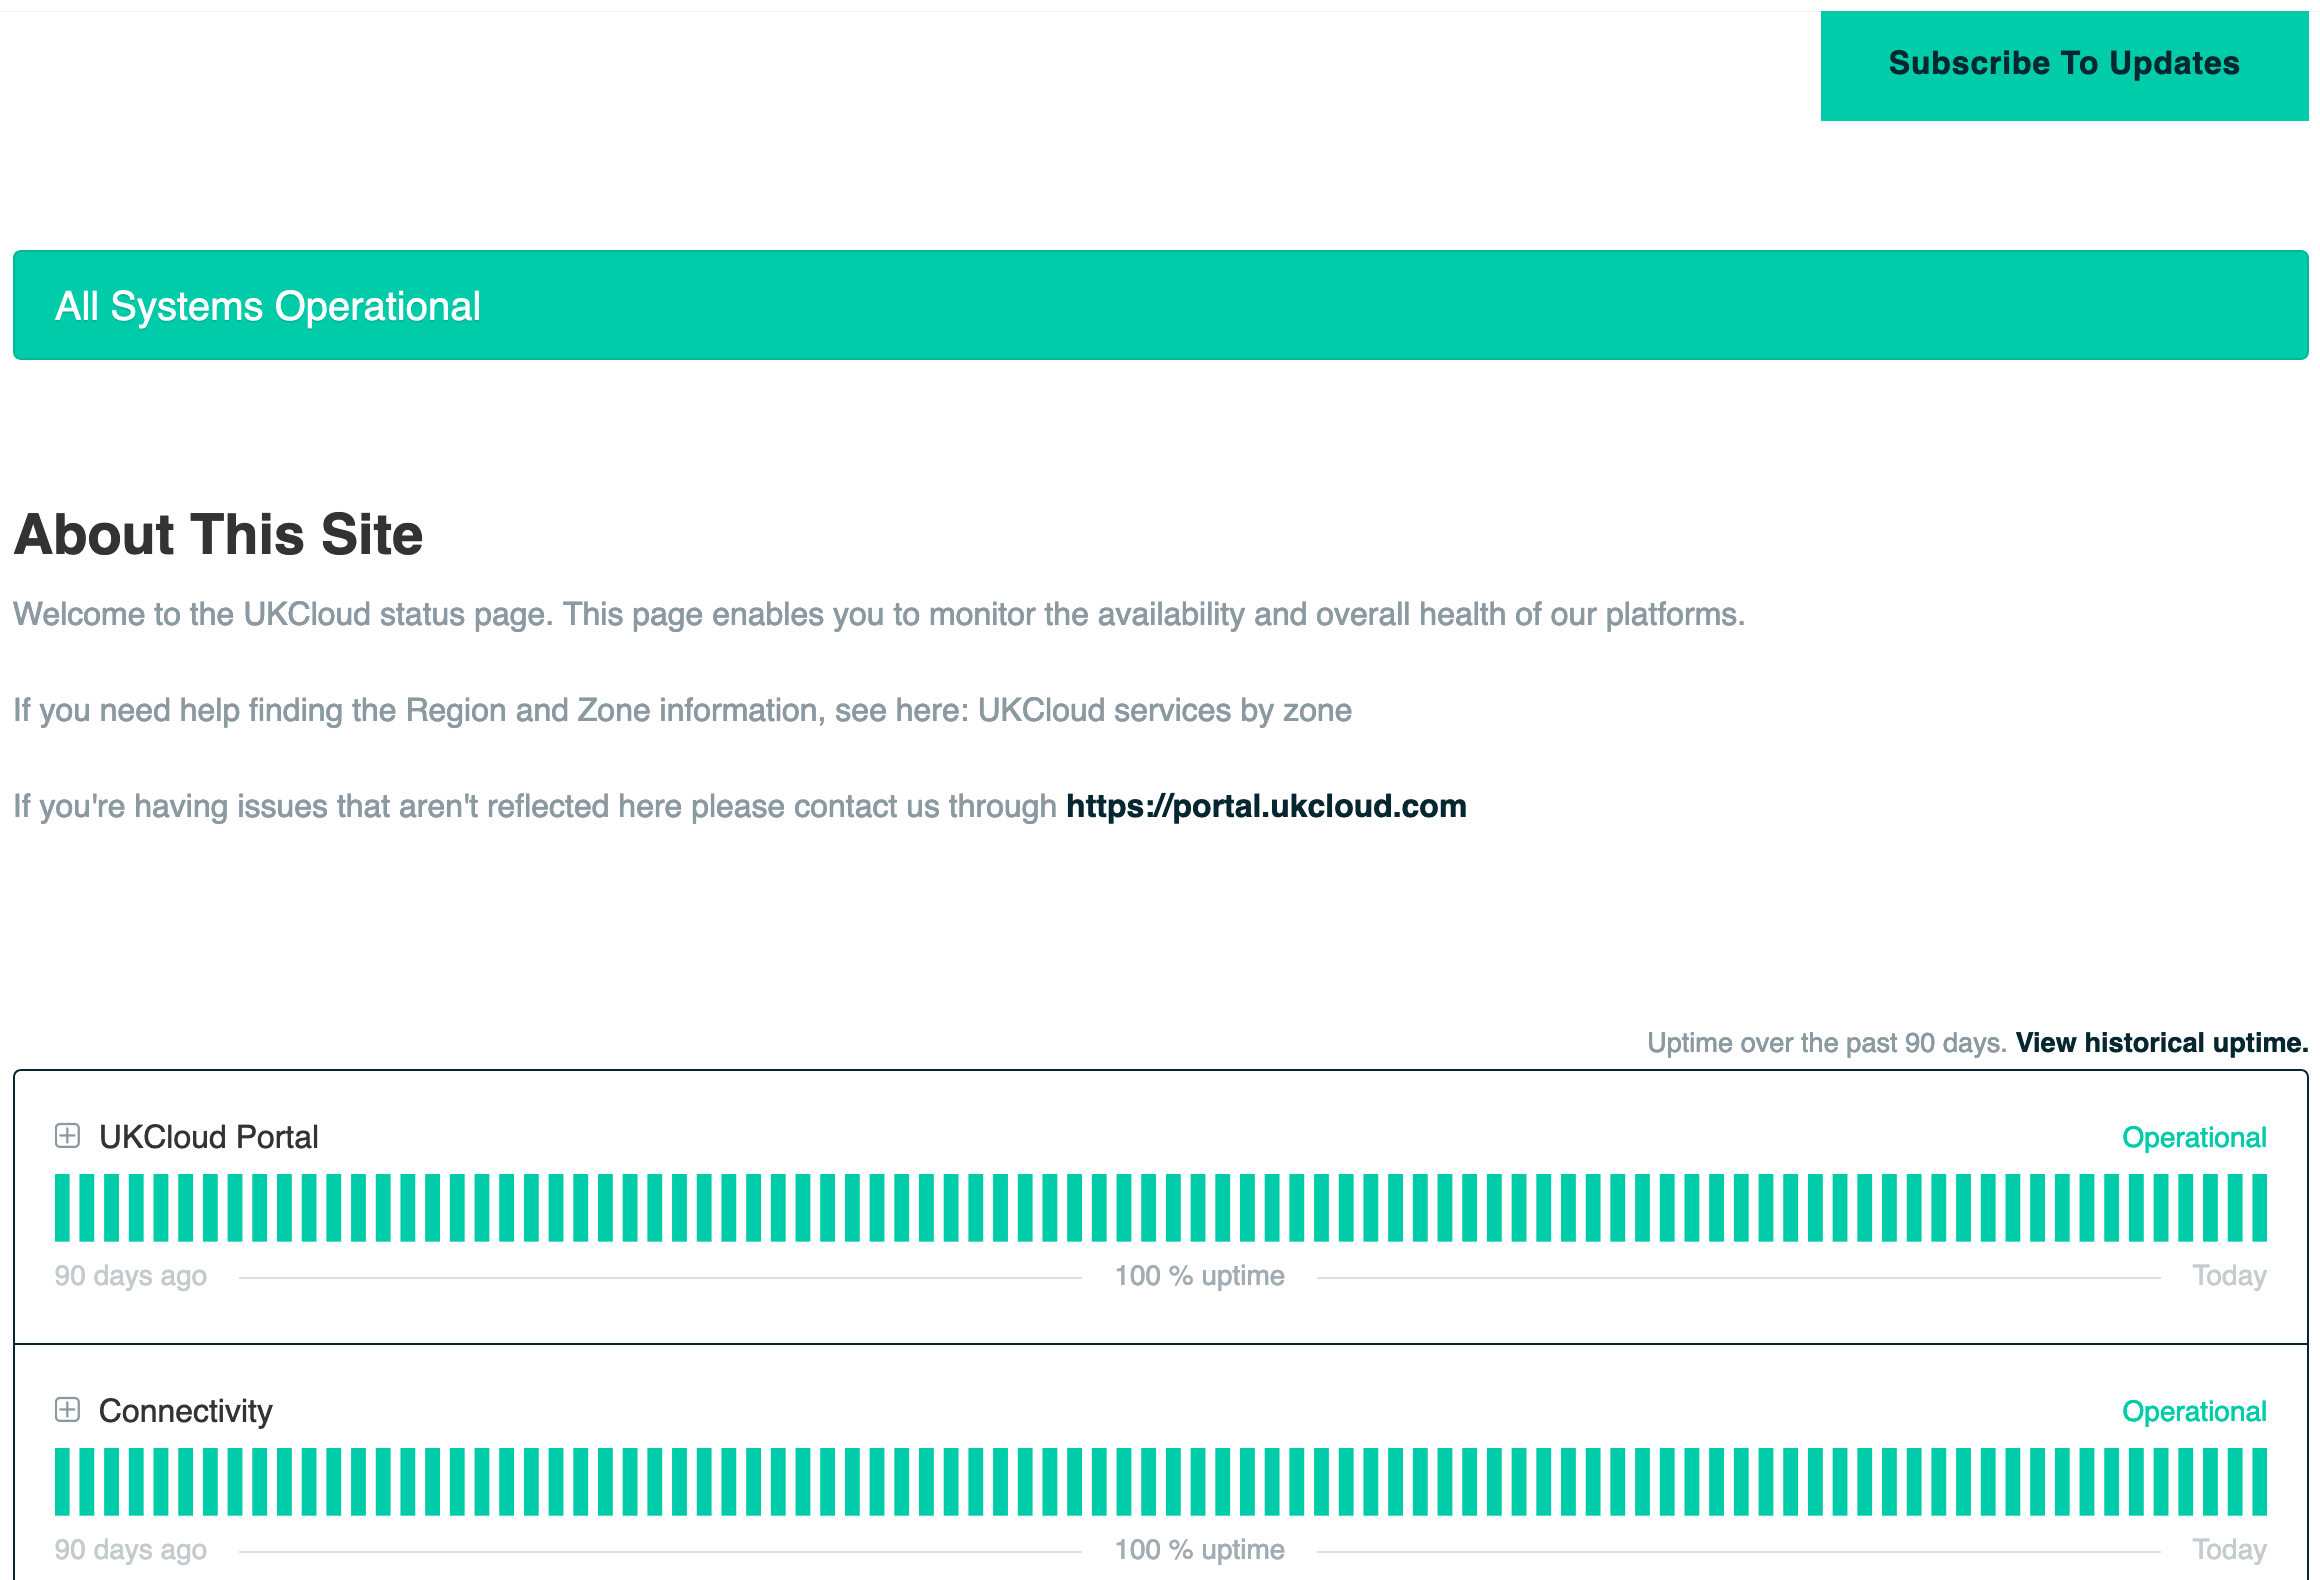 Subscribe To Updates
All Systems Operational
About This Site
Welcome to the UKCloud status page. This page enables you to monitor the availability and overall health of our platforms.
If you need help finding the Region and Zone information, see here: UKCloud services by zone
If you're having issues that aren't reflected here please contact us through https://portal.ukcloud.com
Uptime over the past 90 days. View historical uptime.
UKCloud Portal Operational
90 days ago 100 % uptime Today
Connectivity Operational
90 days ago 100 % uptime Today